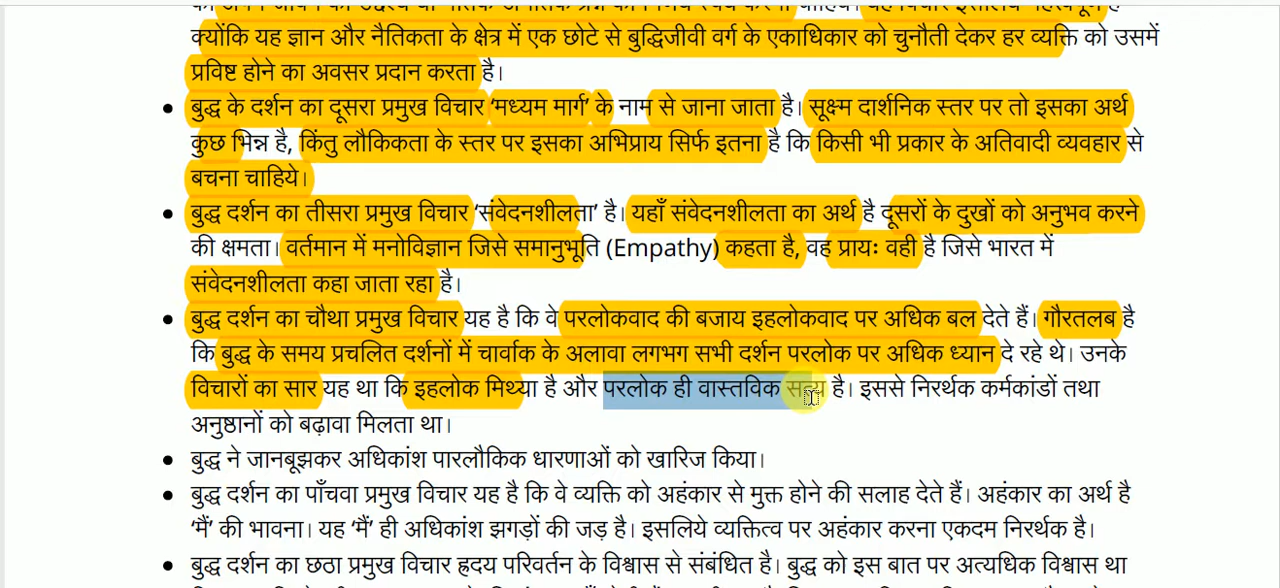 क्योंकि यह ज्ञान और नैतिकता के क्षेत्र में एक छोटे से बुद्धिजीवी वर्ग के एकाधिकार को चुनौती देकर हर व्यक्ति को उसमें
प्रविष्ट होने का अवसर प्रदान करता है।
• बुद्ध के दर्शन का दूसरा प्रमुख विचार ‘मध्यम मार्ग’ के नाम से जाना जाता है। सूक्ष्म दार्शनिक स्तर पर तो इसका अर्थ
कुछ भिन्न है, किंतु लौकिकता के स्तर पर इसका अभिप्राय सिर्फ इतना है कि किसी भी प्रकार के अतिवादी व्यवहार से
बचना चाहिये।
• बुद्ध दर्शन का तीसरा प्रमुख विचार ‘संवेदनशीलता’ है। यहाँ संवेदनशीलता का अर्थ है दूसरों के दुखों को अनुभव करने
की क्षमता। वर्तमान में मनोविज्ञान जिसे समानुभूति (Empathy) कहता है, वह प्रायः वही है जिसे भारत में
संवेदनशीलता कहा जाता रहा है।
• बुद्ध दर्शन का चौथा प्रमुख विचार यह है कि वे परलोकवाद की बजाय इहलोकवाद पर अधिक बल देते हैं। गौरतलब है
कि बुद्ध के समय प्रचलित दर्शनों में चार्वाक के अलावा लगभग सभी दर्शन परलोक पर अधिक ध्यान दे रहे थे। उनके
विचारों का सार यह था कि इहलोक मिथ्या है और परलोक ही वास्तविक सत्य है। इससे निरर्थक कर्मकांडों तथा
अनुष्ठानों को बढ़ावा मिलता था।
• बुद्ध ने जानबूझकर अधिकांश पारलौकिक धारणाओं को खारिज किया।
• बुद्ध दर्शन का पाँचवा प्रमुख विचार यह है कि वे व्यक्ति को अहंकार से मुक्त होने की सलाह देते हैं। अहंकार का अर्थ है
‘मैं’ की भावना। यह ‘मैं’ ही अधिकांश झगड़ों की जड़ है। इसलिये व्यक्तित्व पर अहंकार करना एकदम निरर्थक है।
• बुद्ध दर्शन का छठा प्रमुख विचार ह्रदय परिवर्तन के विश्वास से संबंधित है। बुद्ध को इस बात पर अत्यधिक विश्वास था